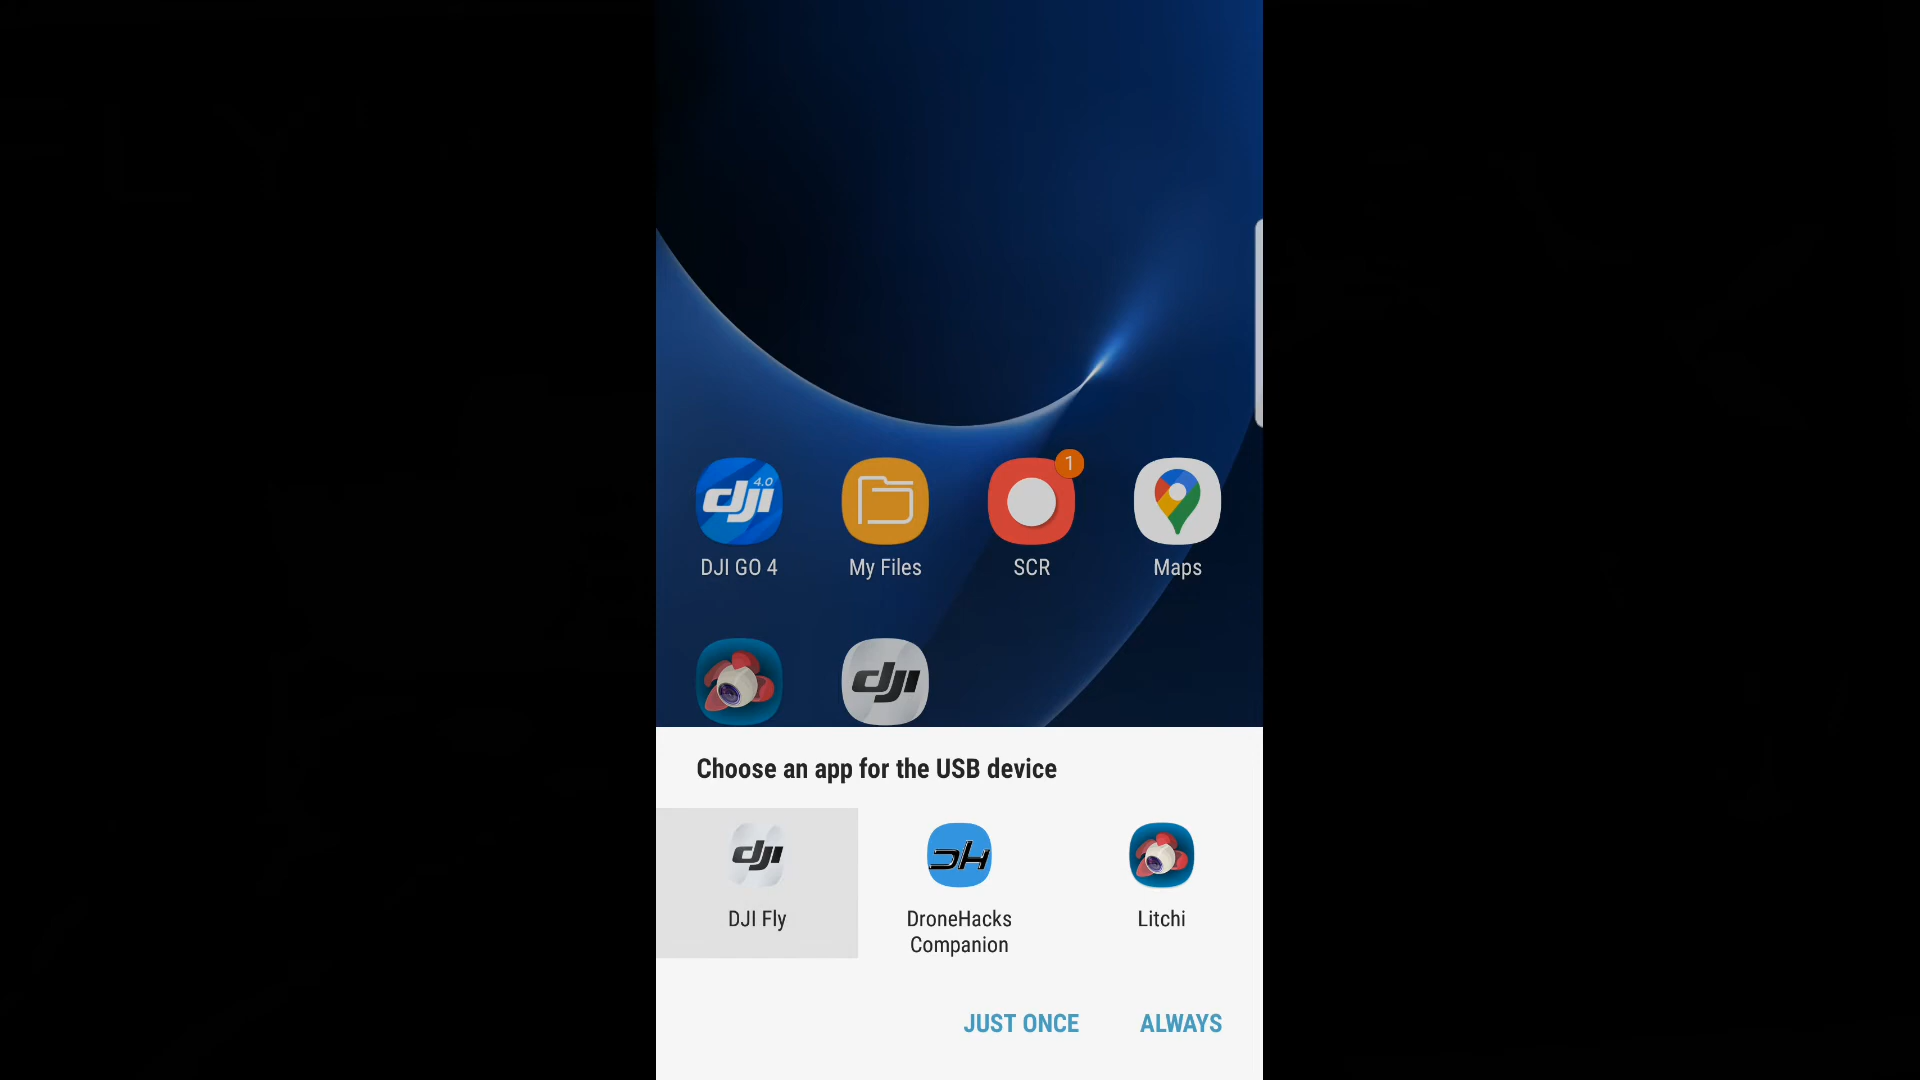 dji 4.0
1
DJI GO 4
My Files
SCR
Maps
dji
Choose an app for the USB device
dji
DH
DJI Fly
DroneHacks
Companion
Litchi
JUST ONCE
ALWAYS